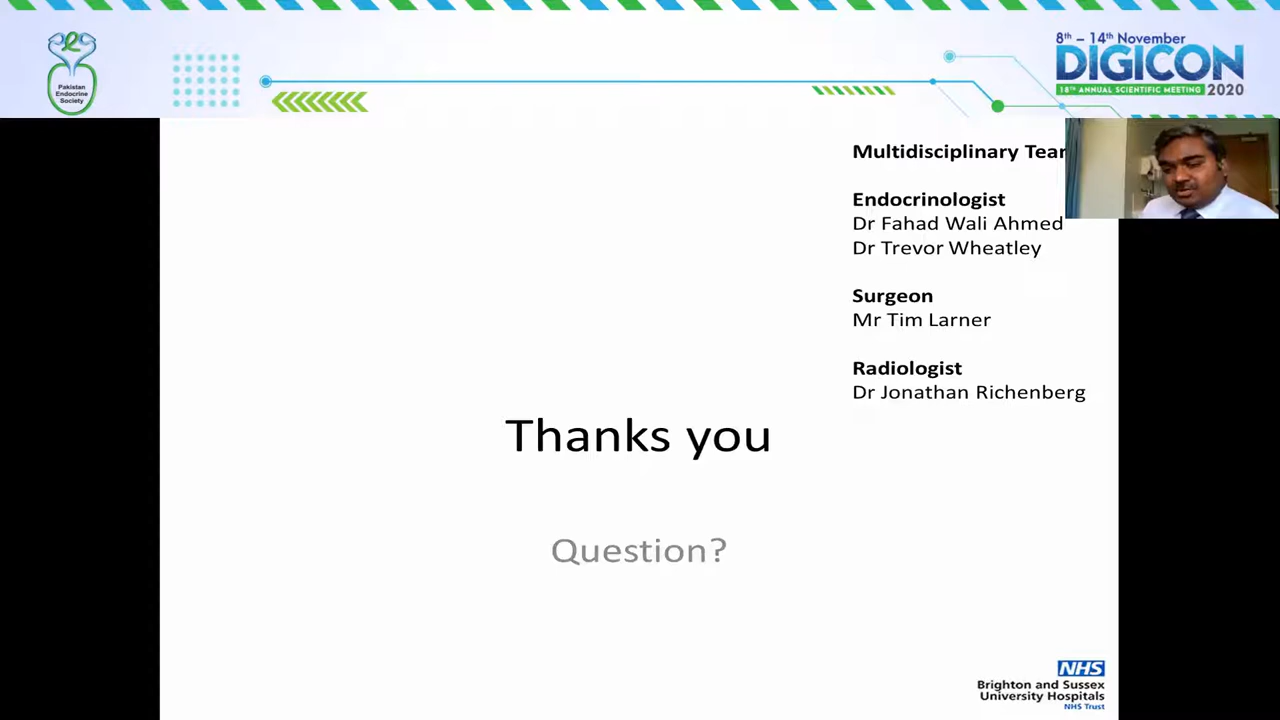 Pakistan
Endocrine
Society
8th – 14th November
DIGICON
18TH ANNUAL SCIENTIFIC MEETING 2020
Multidisciplinary
Endocrinologist
Dr Fahad Wali Ahmed
Dr Trevor Wheatley
Surgeon
Mr Tim Larner
Radiologist
Dr Jonathan Richenberg
Thanks you
Question?
NHS
Brighton and Sussex
University Hospitals
NHS Trust